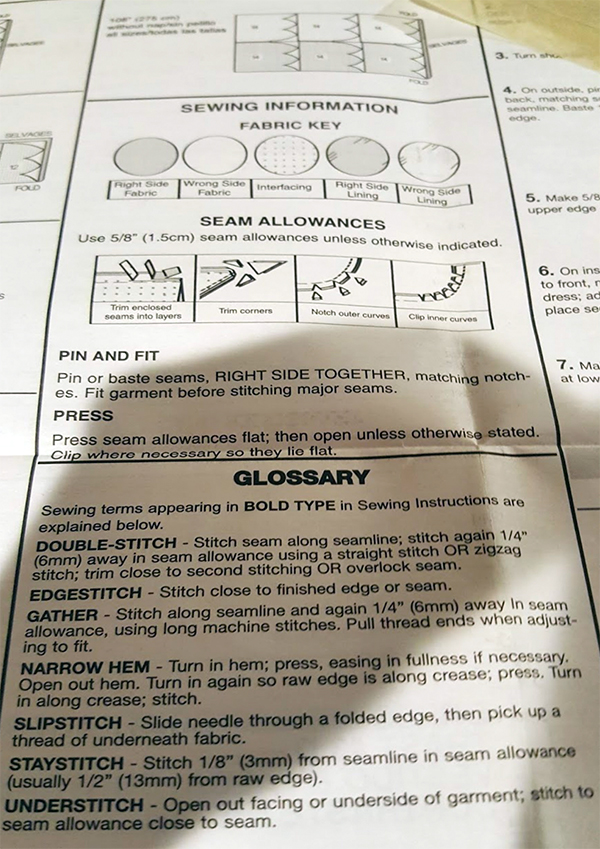 108" (275 cm)
without nap/sin pelillo
all sizes/todas las tallas
SELVAGES
FOLD
SELVAGES
FOLD
SEWING INFORMATION
FABRIC KEY
Right Side Fabric
Wrong Side Fabric
Interfacing
Right Side Lining
Wrong Side Lining
SEAM ALLOWANCES
Use 5/8" (1.5cm) seam allowances unless otherwise indicated.
Trim enclosed seams into layers
Trim corners
Notch outer curves
Clip inner curves
PIN AND FIT
Pin or baste seams, RIGHT SIDE TOGETHER, matching notch-
es. Fit garment before stitching major seams.
PRESS
Press seam allowances flat; then open unless otherwise stated.
Clip where necessary so they lie flat.
GLOSSARY
Sewing terms appearing in BOLD TYPE in Sewing Instructions are
explained below.
DOUBLE-STITCH - Stitch seam along seamline; stitch again 1/4"
(6mm) away in seam allowance using a straight stitch OR zigzag
stitch; trim close to second stitching OR overlock seam.
EDGESTITCH - Stitch close to finished edge or seam.
GATHER - Stitch along seamline and again 1/4" (6mm) away In seam
allowance, using long machine stitches. Pull thread ends when adjust-
ing to fit.
NARROW HEM - Turn in hem; press, easing in fullness if necessary.
Open out hem. Turn in again so raw edge is along crease; press. Turn
in along crease; stitch.
SLIPSTITCH - Slide needle through a folded edge, then pick up a
thread of underneath fabric.
STAYSTITCH - Stitch 1/8" (3mm) from seamline in seam allowance
(usually 1/2" (13mm) from raw edge).
UNDERSTITCH - Open out facing or underside of garment; stitch to
seam allowance close to seam.
3. Turn
4. On outside,
back, matching
seamline. Baste
edge.
5. Make 5/8
upper edge
6. On
to front,
dress;
place
7.
at low